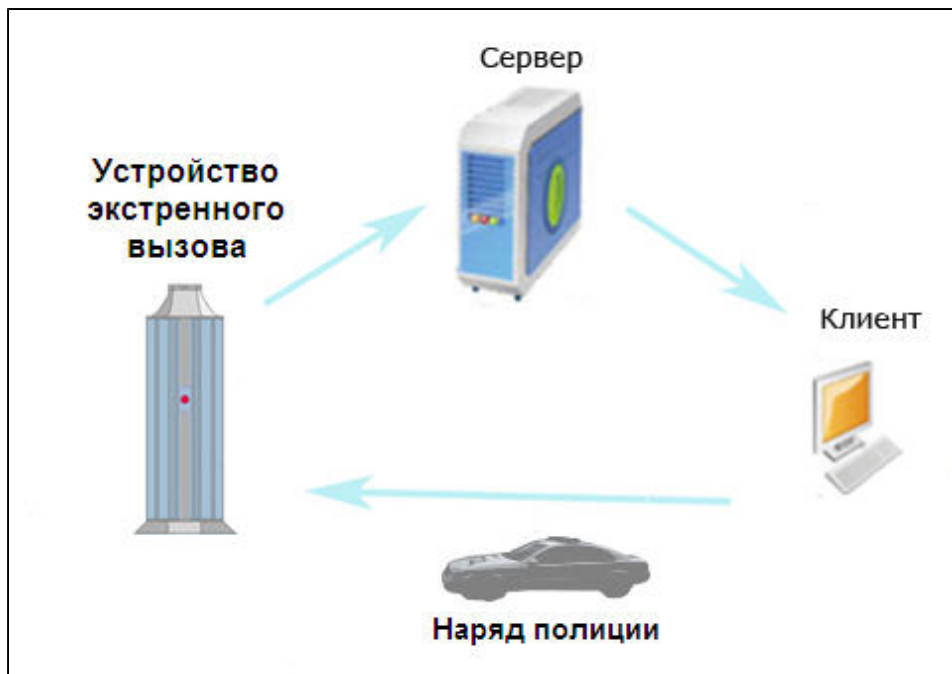 Сервер
Устройство
экстренного
вызова
Клиент
Наряд полиции